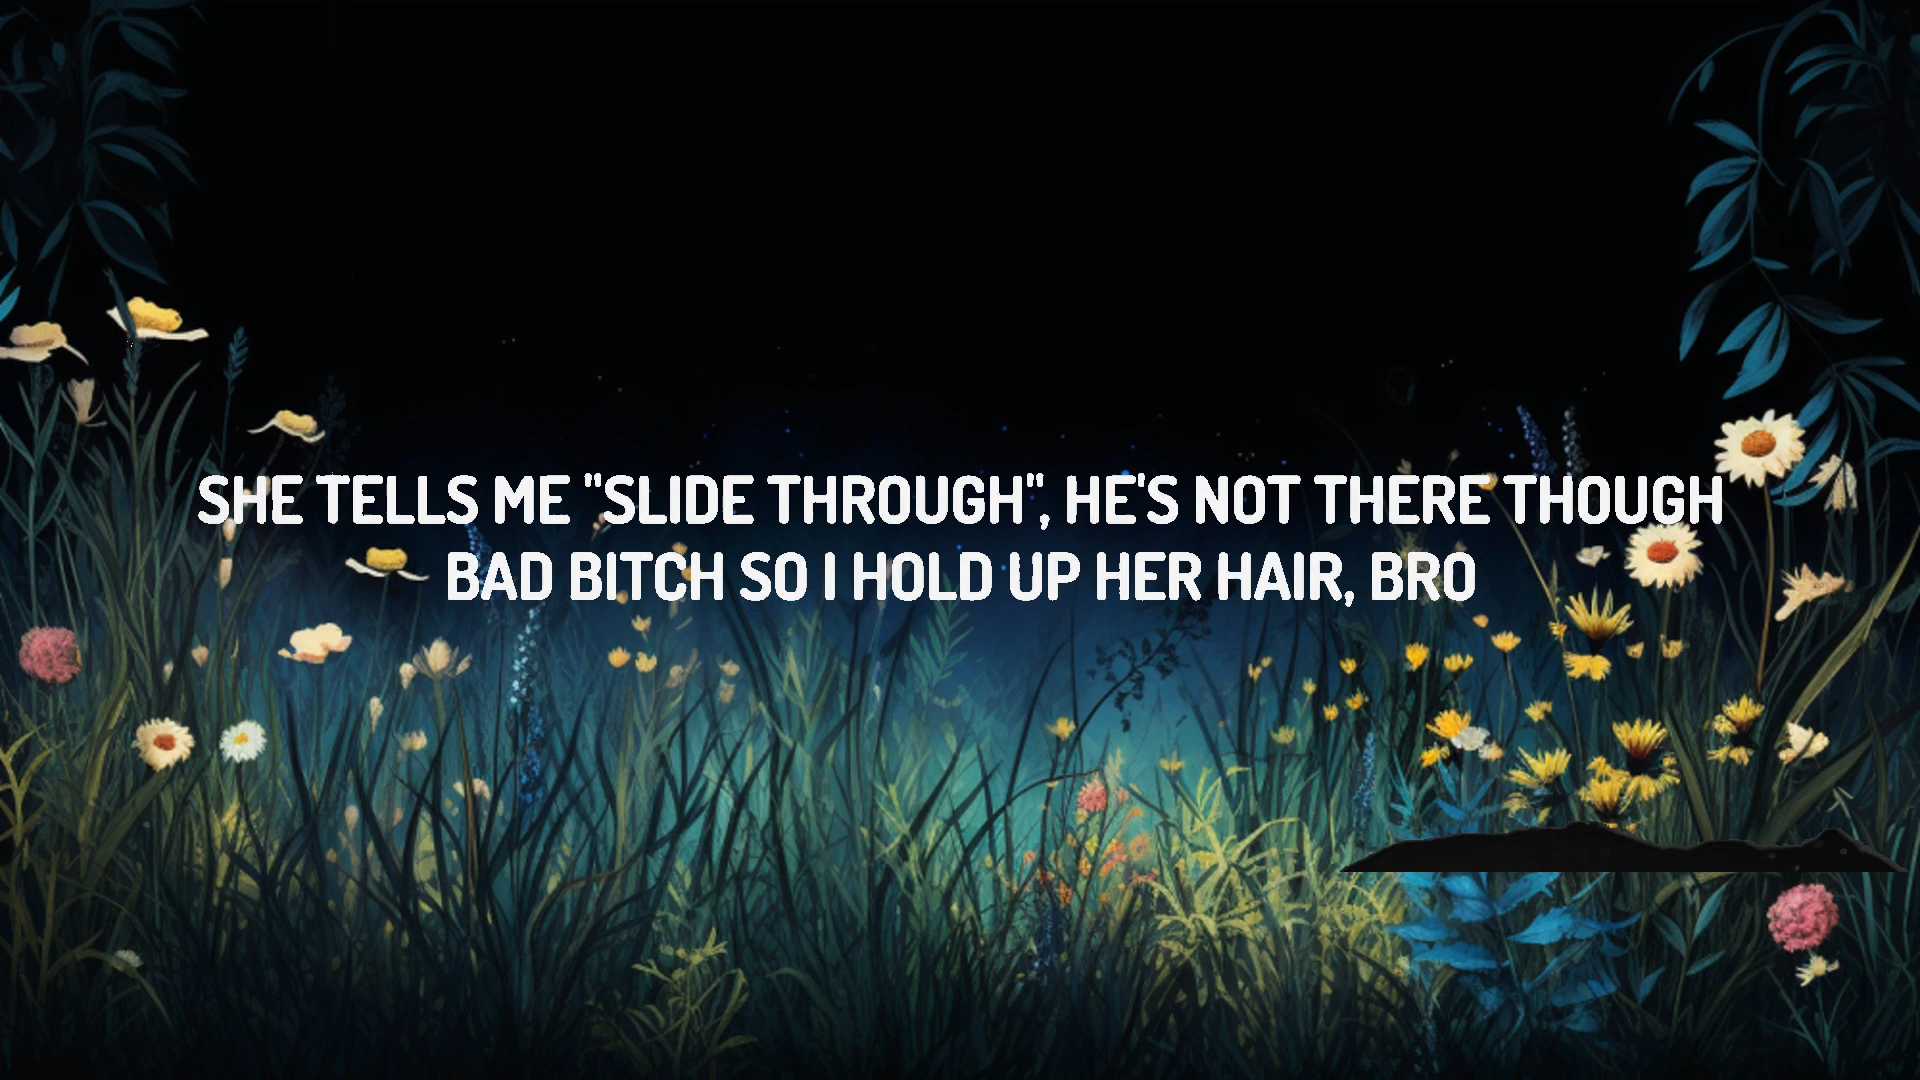 SHE TELLS ME "SLIDE THROUGH", HE'S NOT THERE THOUGH
BAD BITCH SO I HOLD UP HER HAIR, BRO